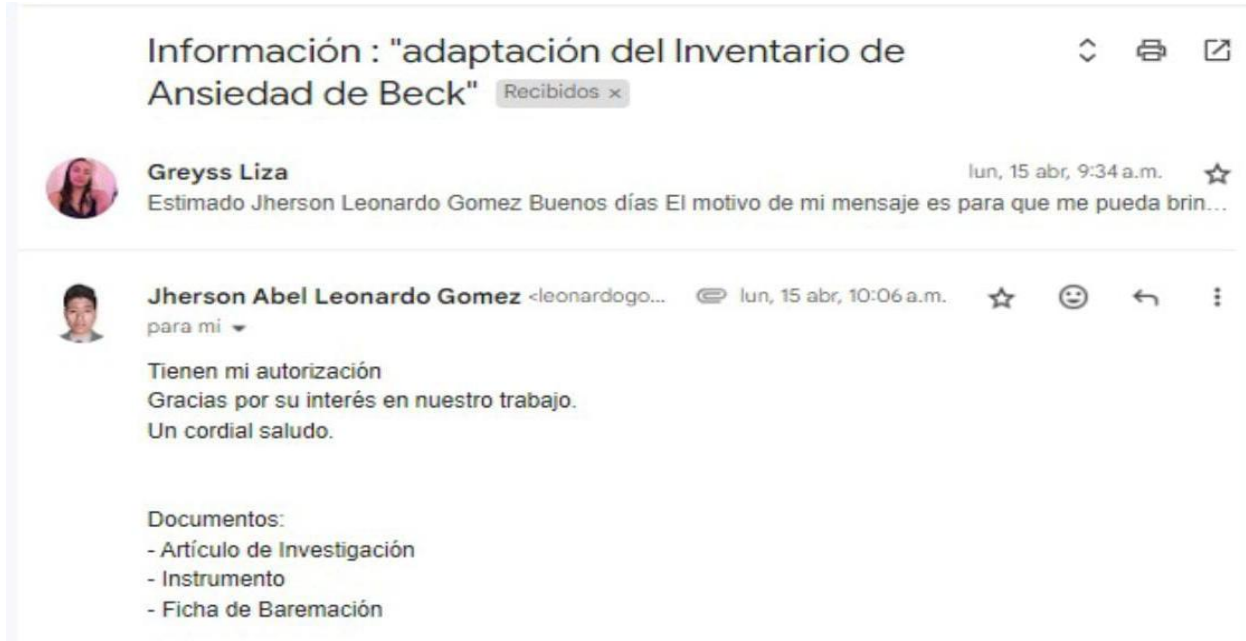 Información : "adaptación del Inventario de
Ansiedad de Beck" Recibidos ×
Greyss Liza lun, 15 abr, 9:34 a.m.
Estimado Jherson Leonardo Gomez Buenos días El motivo de mi mensaje es para que me pueda brin...
Jherson Abel Leonardo Gomez <leonardogo... lun, 15 abr, 10:06 a.m.
para mi
Tienen mi autorización
Gracias por su interés en nuestro trabajo.
Un cordial saludo.
Documentos:
- Artículo de Investigación
- Instrumento
- Ficha de Baremación